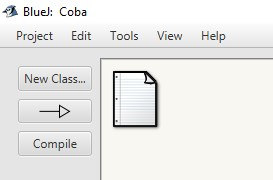 BlueJ: Coba
Project Edit Tools View Help
New Class...
Compile